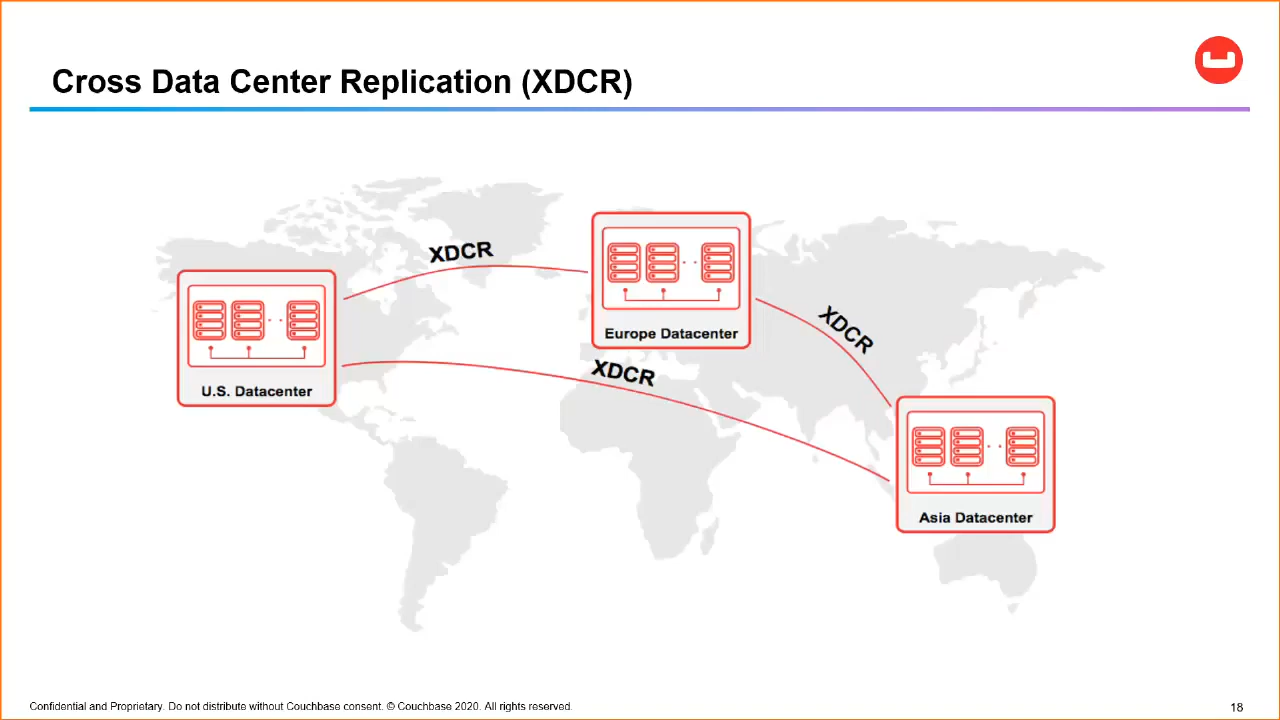 Cross Data Center Replication (XDCR)
XDCR
Europe Datacenter
XDCR
U.S. Datacenter
XDCR
Asia Datacenter
Confidential and Proprietary. Do not distribute without Couchbase consent. © Couchbase 2020. All rights reserved.
18